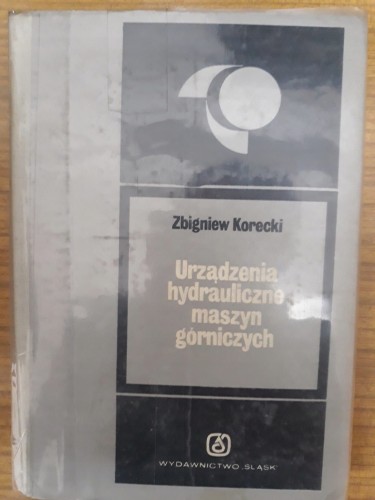 Zbigniew Korecki
Urządzenia
hydrauliczne
maszyn
górniczych
WYDAWNICTWO „ŚLĄSK”